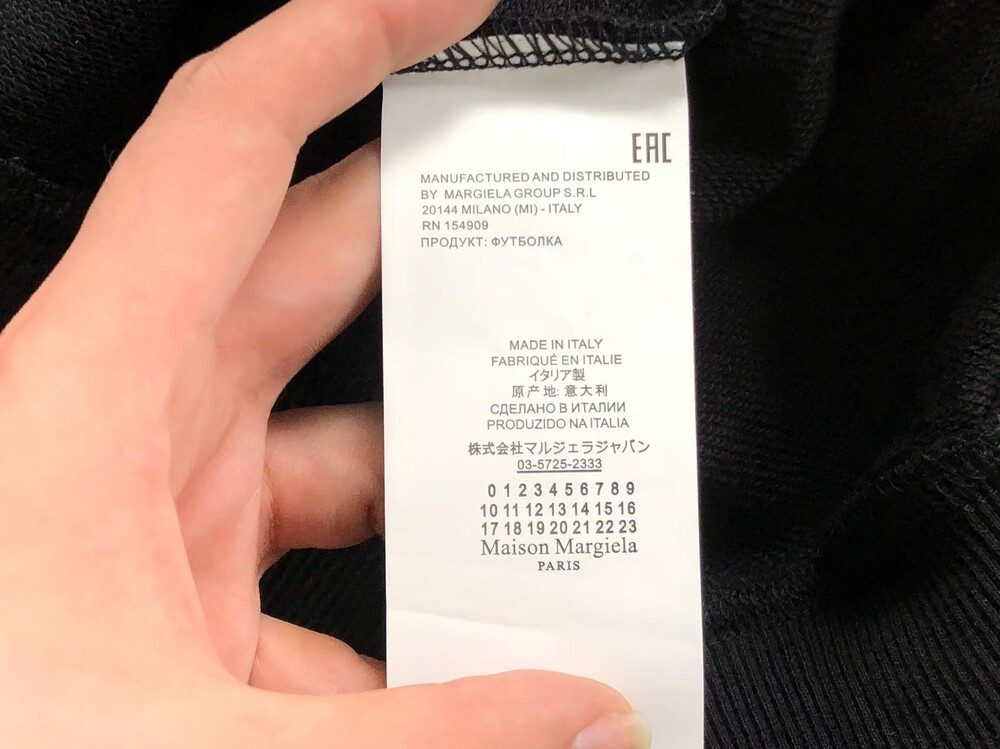 EAC
MANUFACTURED AND DISTRIBUTED
BY MARGIELA GROUP S.R.L
20144 MILANO (MI) - ITALY
RN 154909
ПРОДУКТ: ФУТБОЛКА
MADE IN ITALY
FABRIQUÉ EN ITALIE
イタリア製
原产地: 意大利
СДЕЛАНО В ИТАЛИИ
PRODUZIDO NA ITALIA
株式会社マルジェラジャパン
03-5725-2333
0 1 2 3 4 5 6 7 8 9
10 11 12 13 14 15 16
17 18 19 20 21 22 23
Maison Margiela
PARIS